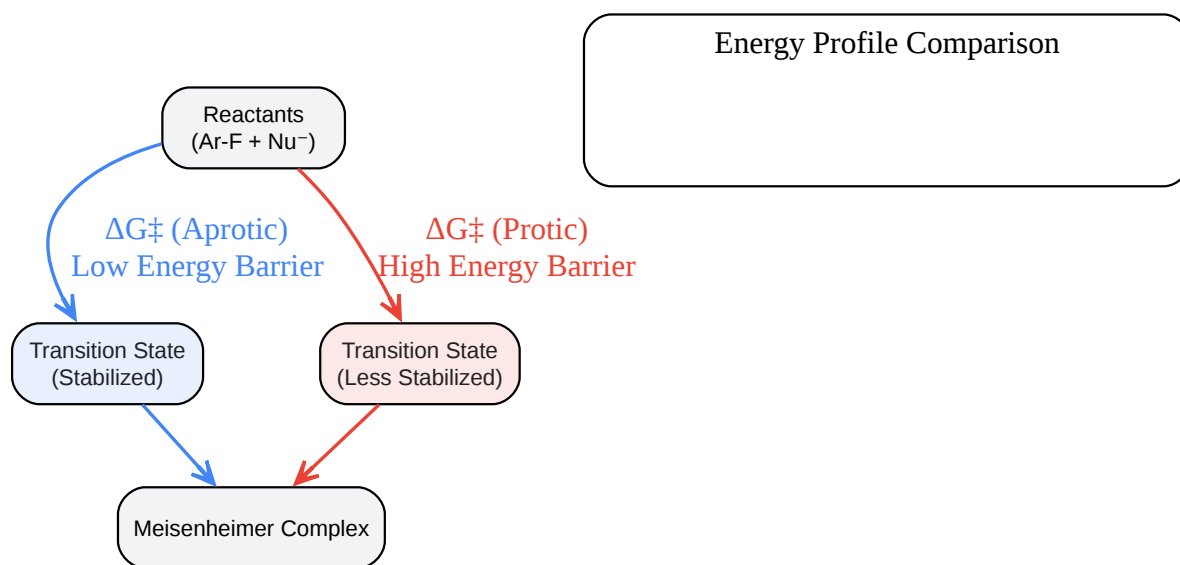 Energy Profile Comparison
Reactants
(Ar-F + Nu⁻)
ΔG‡ (Aprotic)
Low Energy Barrier
ΔG‡ (Protic)
High Energy Barrier
Transition State
(Stabilized)
Transition State
(Less Stabilized)
Meisenheimer Complex